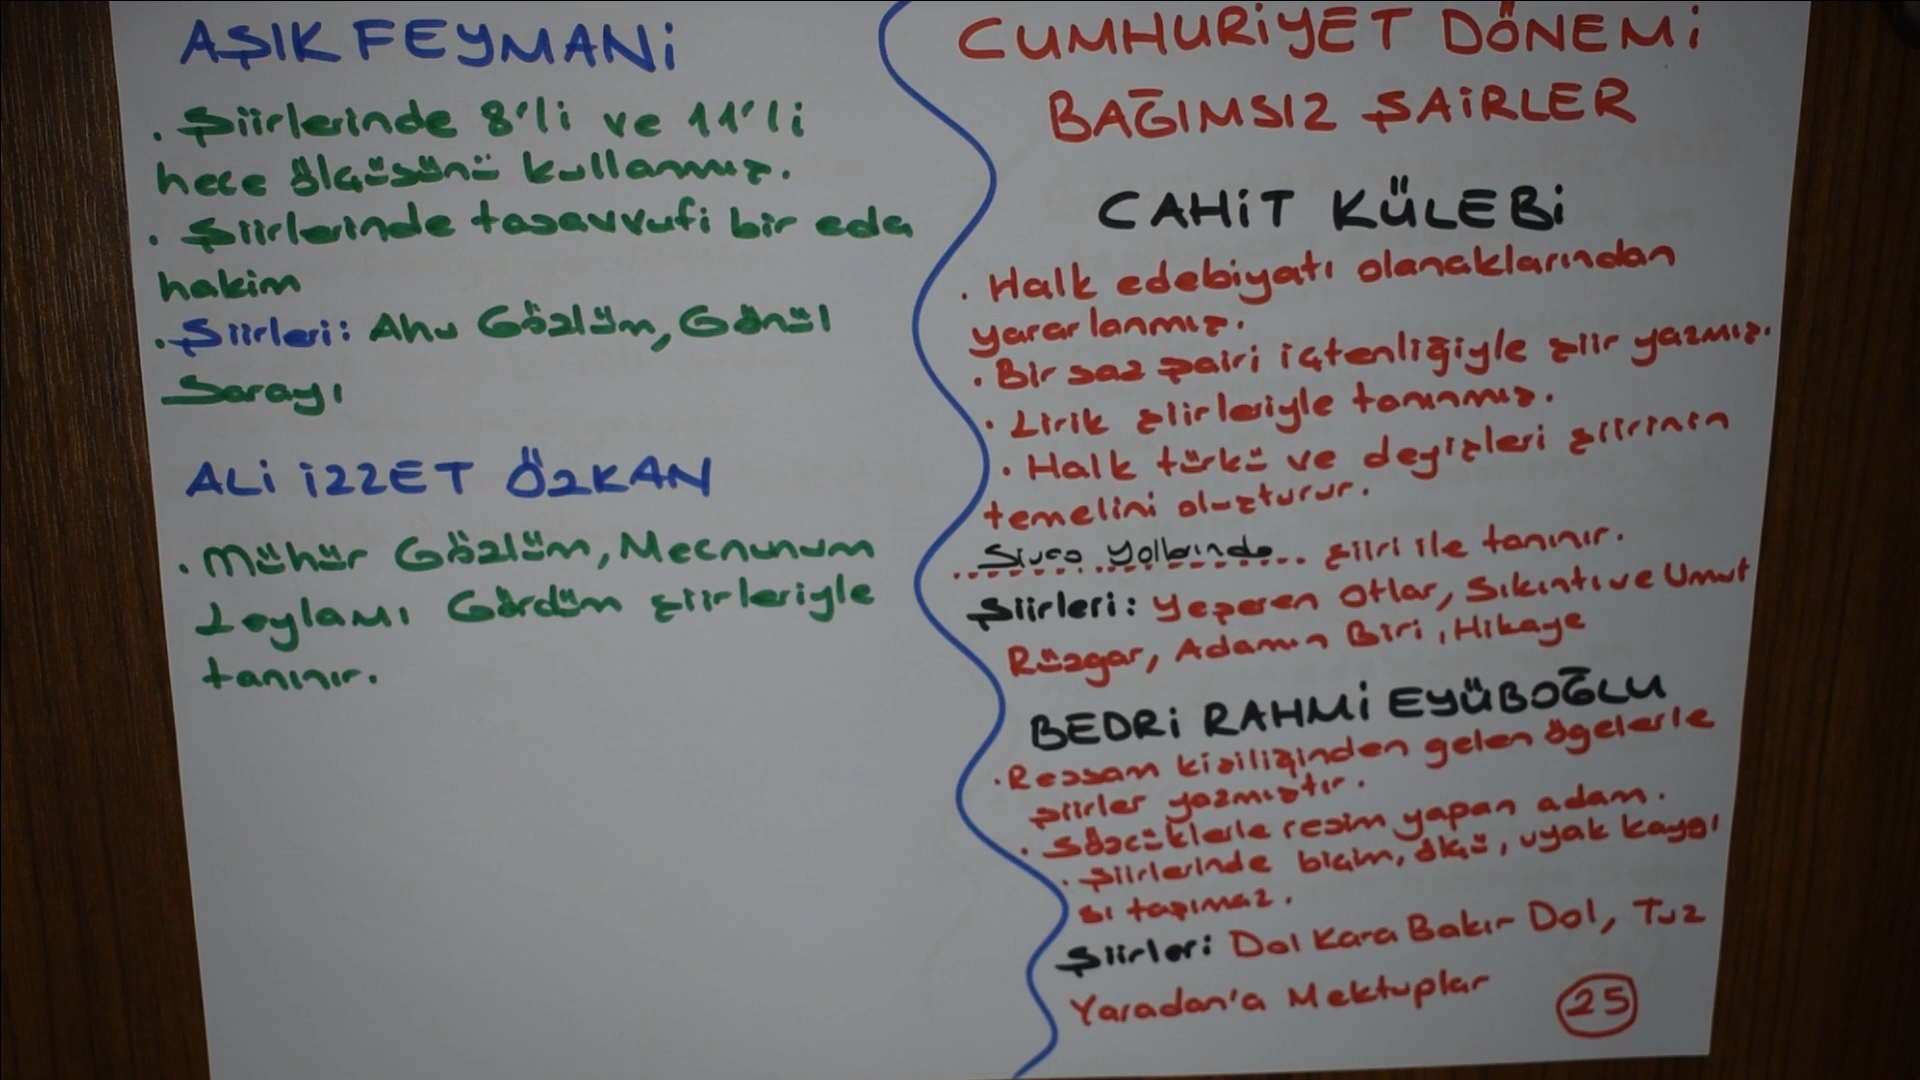 AŞIK FEYMANİ
. Şiirlerinde 8'li ve 11'li
hece ölçüsünü kullanmış.
. Şiirlerinde tasavvufi bir eda
hakim
. Şiirleri: Ahu Gözlüm, Gönül
Sarayı
ALİ İZZET ÖZKAN
. Mühür Gözlüm, Mecnunum
Leylamı Gördüm şiirleriyle
tanınır.
CUMHURİYET DÖNEMİ
BAĞIMSIZ ŞAİRLER
CAHİT KÜLEBİ
. Halk edebiyatı olanaklarından
yararlanmış.
. Bir saz şairi içtenliğiyle şiir yazmış.
. Lirik şiirleriyle tanınmış.
. Halk türkü ve deyişleri şiirinin
temelini oluşturur.
Sivas Yollarında şiiri ile tanınır.
Şiirleri: Yeşeren Otlar, Sıkıntı ve Umut
Rüzgar, Adamın Biri, Hikaye
BEDRİ RAHMİ EYÜBOĞLU
. Ressam kişiliğinden gelen ögelerle
şiirler yazmıştır.
. Sözcüklerle resim yapan adam.
. Şiirlerinde biçim, ölçü, uyak kaygı
sı taşımaz.
Şiirleri: Dol Kara Bakır Dol, Tuz
Yaradan'a Mektuplar
25